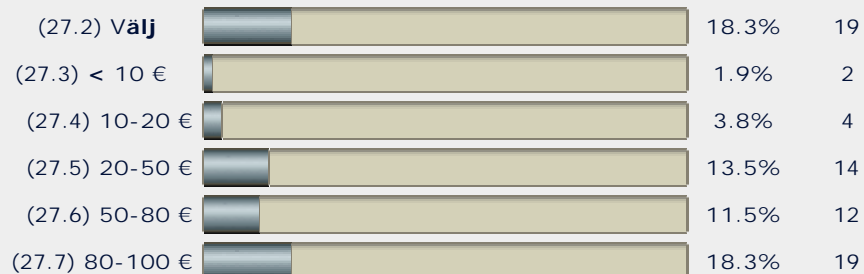 (27.2) Välj 18.3% 19
(27.3) < 10 € 1.9% 2
(27.4) 10-20 € 3.8% 4
(27.5) 20-50 € 13.5% 14
(27.6) 50-80 € 11.5% 12
(27.7) 80-100 € 18.3% 19